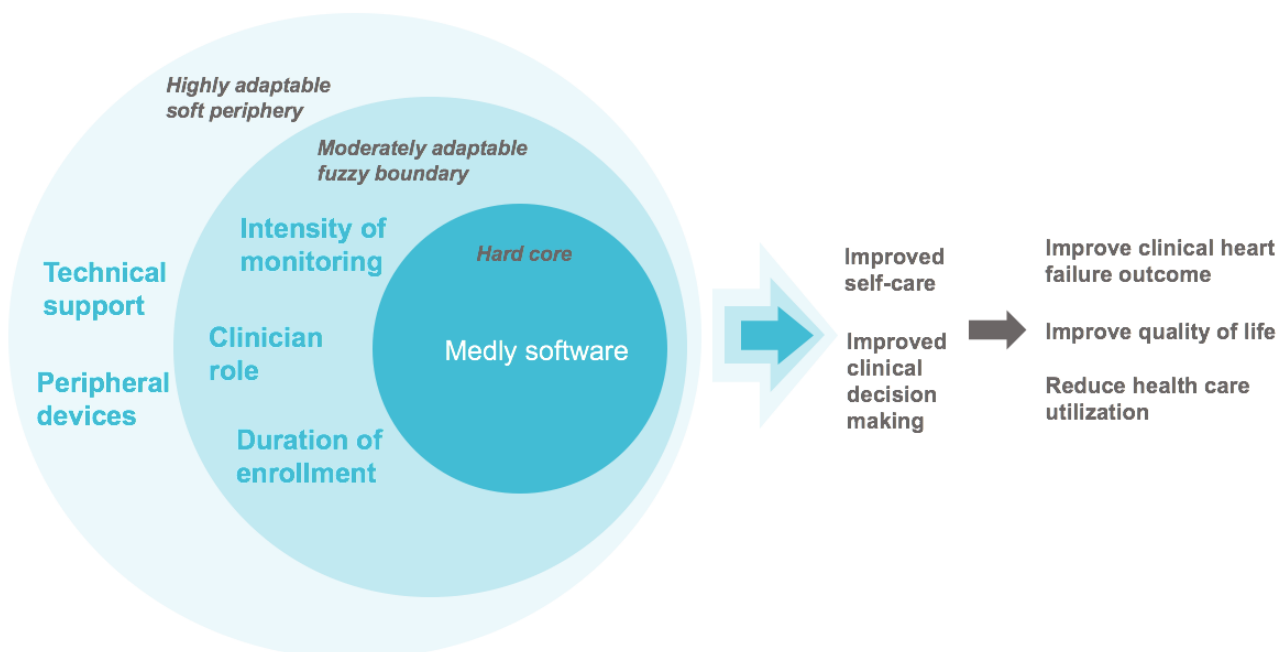 Highly adaptable
soft periphery
Moderately adaptable
fuzzy boundary
Hard core
Technical
support
Peripheral
devices
Intensity of
monitoring
Clinician
role
Duration of
enrollment
Medly software
Improved
self-care
Improved
clinical
decision
making
Improve clinical heart
failure outcome
Improve quality of life
Reduce health care
utilization